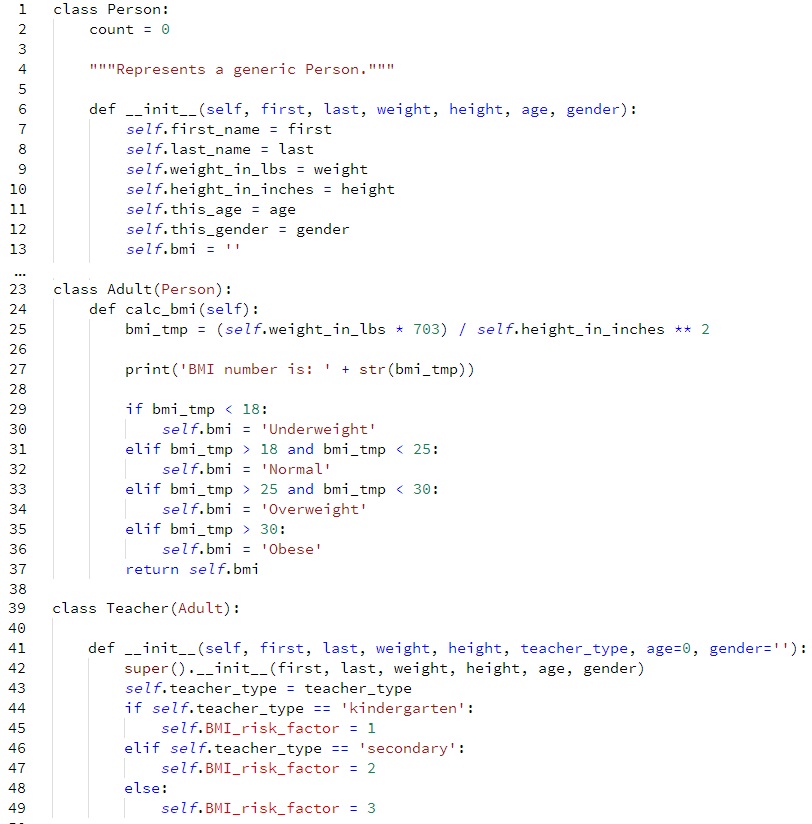 1 class Person:
2     count = 0
3
4     """Represents a generic Person."""
5
6     def __init__(self, first, last, weight, height, age, gender):
7         self.first_name = first
8         self.last_name = last
9         self.weight_in_lbs = weight
10         self.height_in_inches = height
11         self.this_age = age
12         self.this_gender = gender
13         self.bmi = ''
...
23 class Adult(Person):
24     def calc_bmi(self):
25         bmi_tmp = (self.weight_in_lbs * 703) / self.height_in_inches ** 2
26
27         print('BMI number is: ' + str(bmi_tmp))
28
29         if bmi_tmp < 18:
30             self.bmi = 'Underweight'
31         elif bmi_tmp > 18 and bmi_tmp < 25:
32             self.bmi = 'Normal'
33         elif bmi_tmp > 25 and bmi_tmp < 30:
34             self.bmi = 'Overweight'
35         elif bmi_tmp > 30:
36             self.bmi = 'Obese'
37         return self.bmi
38
39 class Teacher(Adult):
40
41     def __init__(self, first, last, weight, height, teacher_type, age=0, gender=''):
42         super().__init__(first, last, weight, height, age, gender)
43         self.teacher_type = teacher_type
44         if self.teacher_type == 'kindergarten':
45             self.BMI_risk_factor = 1
46         elif self.teacher_type == 'secondary':
47             self.BMI_risk_factor = 2
48         else:
49             self.BMI_risk_factor = 3